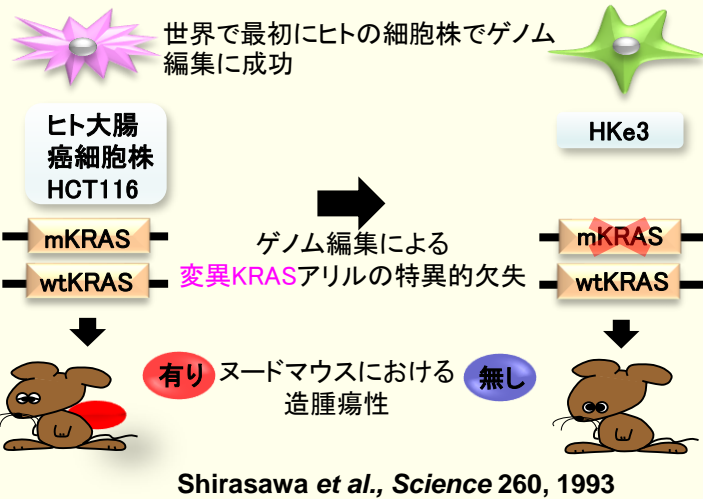 世界で最初にヒトの細胞株でゲノム
編集に成功
ヒト大腸
癌細胞株
HCT116
HKe3
mKRAS
wtKRAS
ゲノム編集による
変異KRASアリルの特異的欠失
mKRAS
wtKRAS
有り
ヌードマウスにおける
造腫瘍性
無し
Shirasawa et al., Science 260, 1993